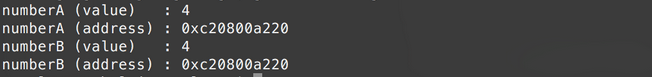 numberA (value)   : 4
numberA (address) : 0xc20800a220
numberB (value)   : 4
numberB (address) : 0xc20800a220